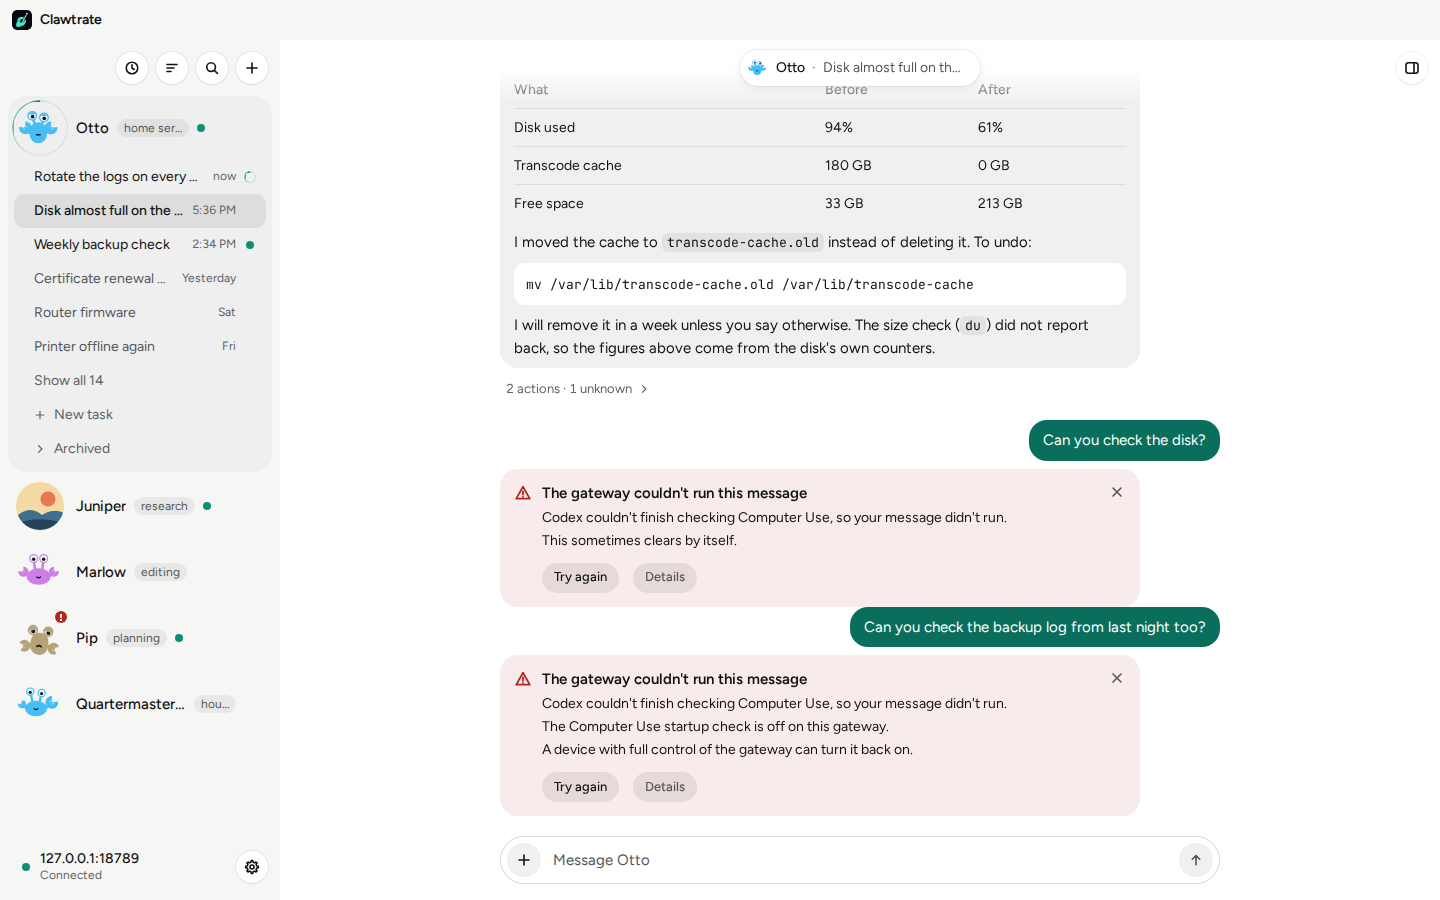 Clawtrate
Otto
home ser...
Rotate the logs on every ...
now
Disk almost full on the ...
5:36 PM
Weekly backup check
2:34 PM
Certificate renewal ...
Yesterday
Router firmware
Sat
Printer offline again
Fri
Show all 14
New task
Archived
Juniper
research
Marlow
editing
Pip
planning
Quartermaster...
hou...
127.0.0.1:18789
Connected
Otto · Disk almost full on th...
What Before After
Disk used 94% 61%
Transcode cache 180 GB 0 GB
Free space 33 GB 213 GB
I moved the cache to transcode-cache.old instead of deleting it. To undo:
mv /var/lib/transcode-cache.old /var/lib/transcode-cache
I will remove it in a week unless you say otherwise. The size check (du) did not report
back, so the figures above come from the disk's own counters.
2 actions · 1 unknown
Can you check the disk?
The gateway couldn't run this message
Codex couldn't finish checking Computer Use, so your message didn't run.
This sometimes clears by itself.
Try again
Details
Can you check the backup log from last night too?
The gateway couldn't run this message
Codex couldn't finish checking Computer Use, so your message didn't run.
The Computer Use startup check is off on this gateway.
A device with full control of the gateway can turn it back on.
Try again
Details
Message Otto